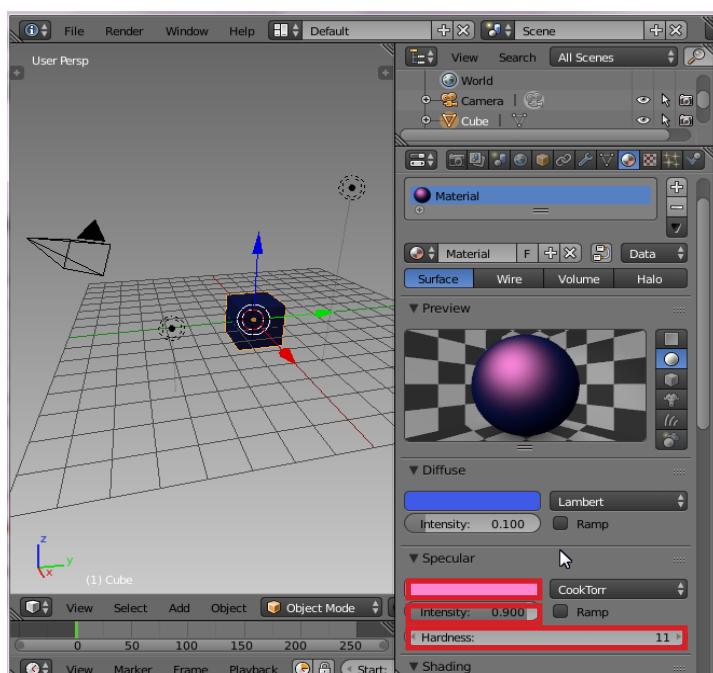 File Render Window Help Default Scene
User Persp
View Search All Scenes
World
Camera
Cube
Material
Material F Data
Surface Wire Volume Halo
Preview
Diffuse
Lambert
Intensity: 0.100 Ramp
Specular
CookTorr
Intensity: 0.900 Ramp
Hardness: 11
Shading
z
y
x
(1) Cube
View Select Add Object Object Mode
0 50 100 150 200 250
View Marker Frame Playback Start: